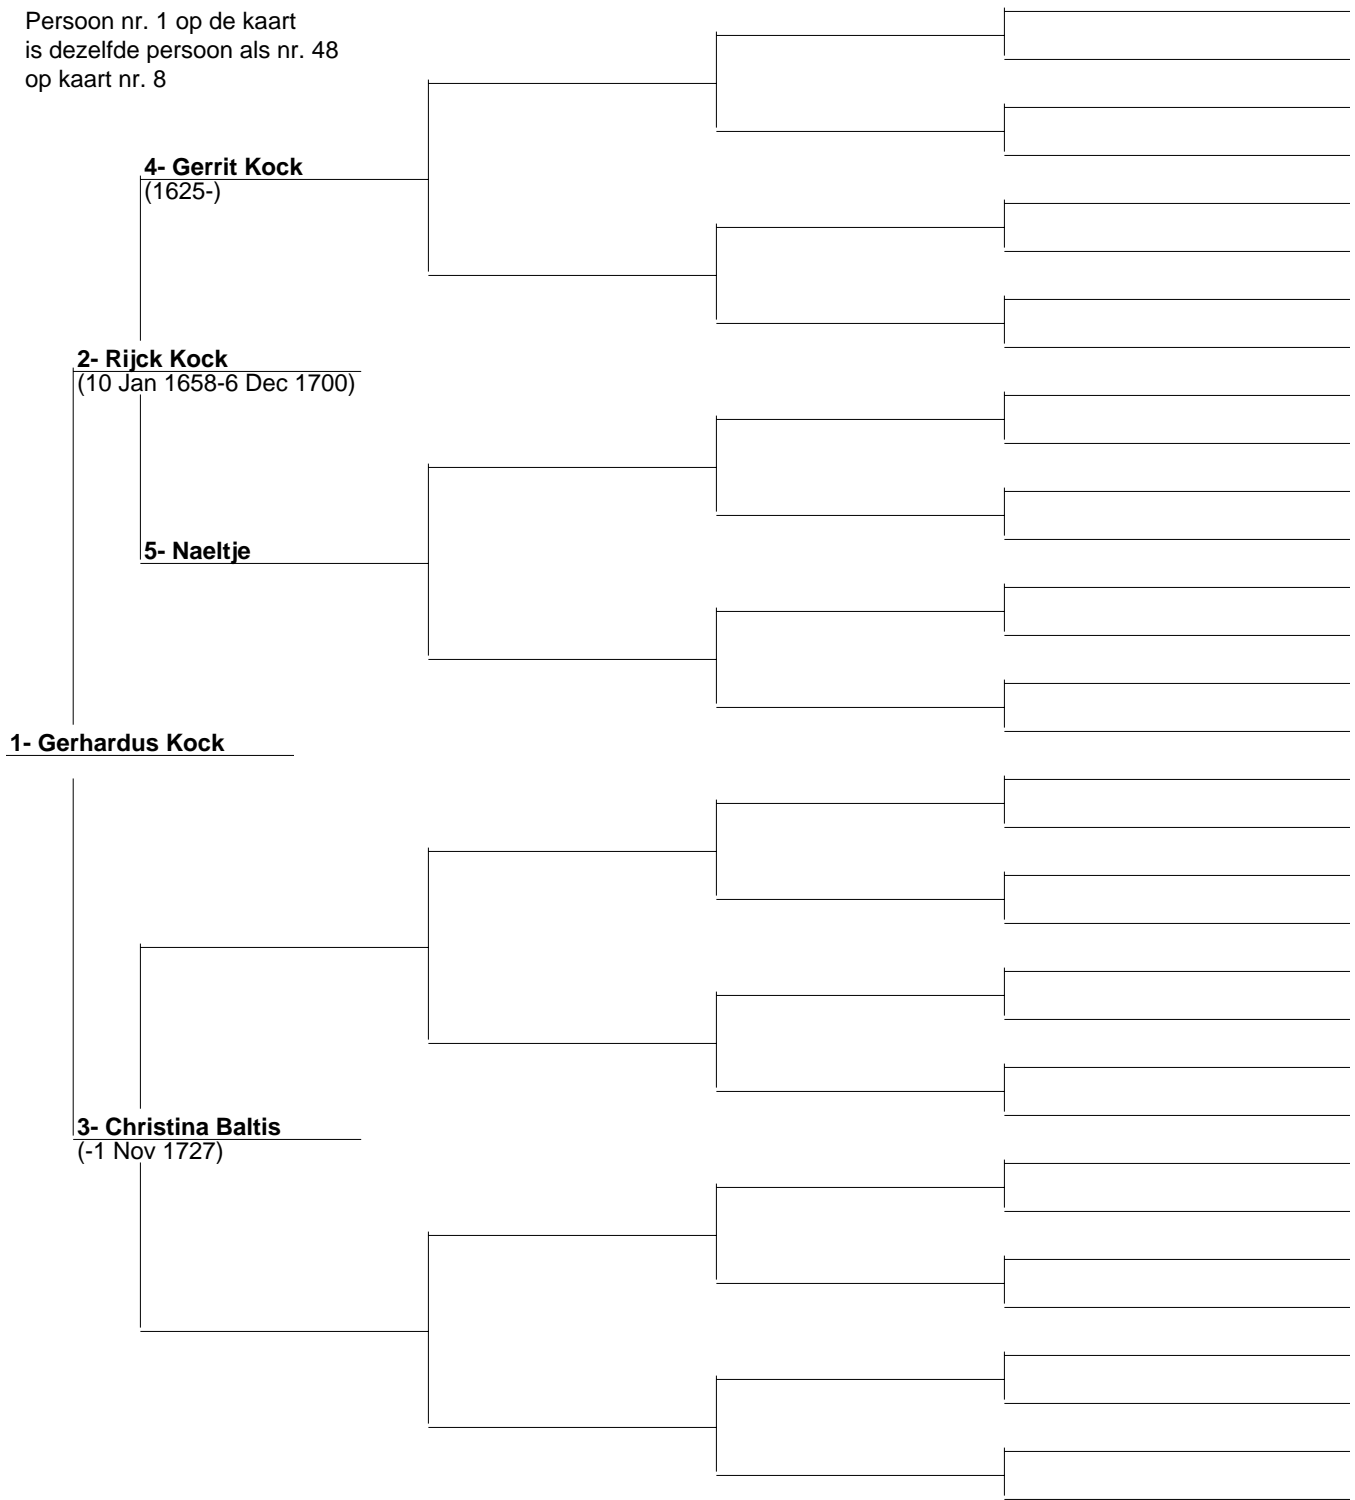 Persoon nr. 1 op de kaart
is dezelfde persoon als nr. 48
op kaart nr. 8
4- Gerrit Kock
(1625-)
2- Rijck Kock
(10 Jan 1658-6 Dec 1700)
5- Naeltje
1- Gerhardus Kock
3- Christina Baltis
(-1 Nov 1727)